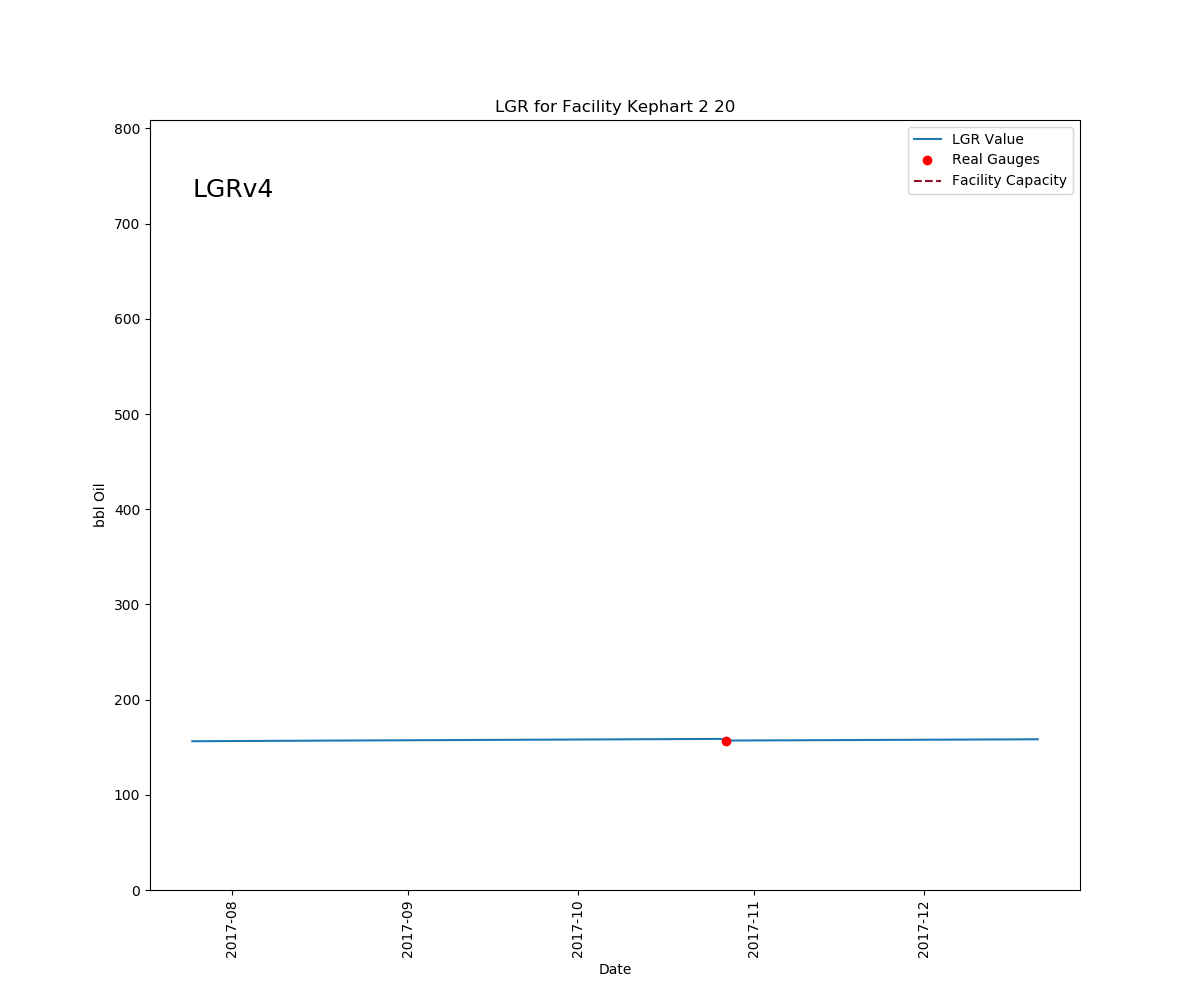 LGR for Facility Kephart 2 20
LGRv4
LGR Value
Real Gauges
Facility Capacity
bbl Oil
800
700
600
500
400
300
200
100
0
2017-08
2017-09
2017-10
2017-11
2017-12
Date